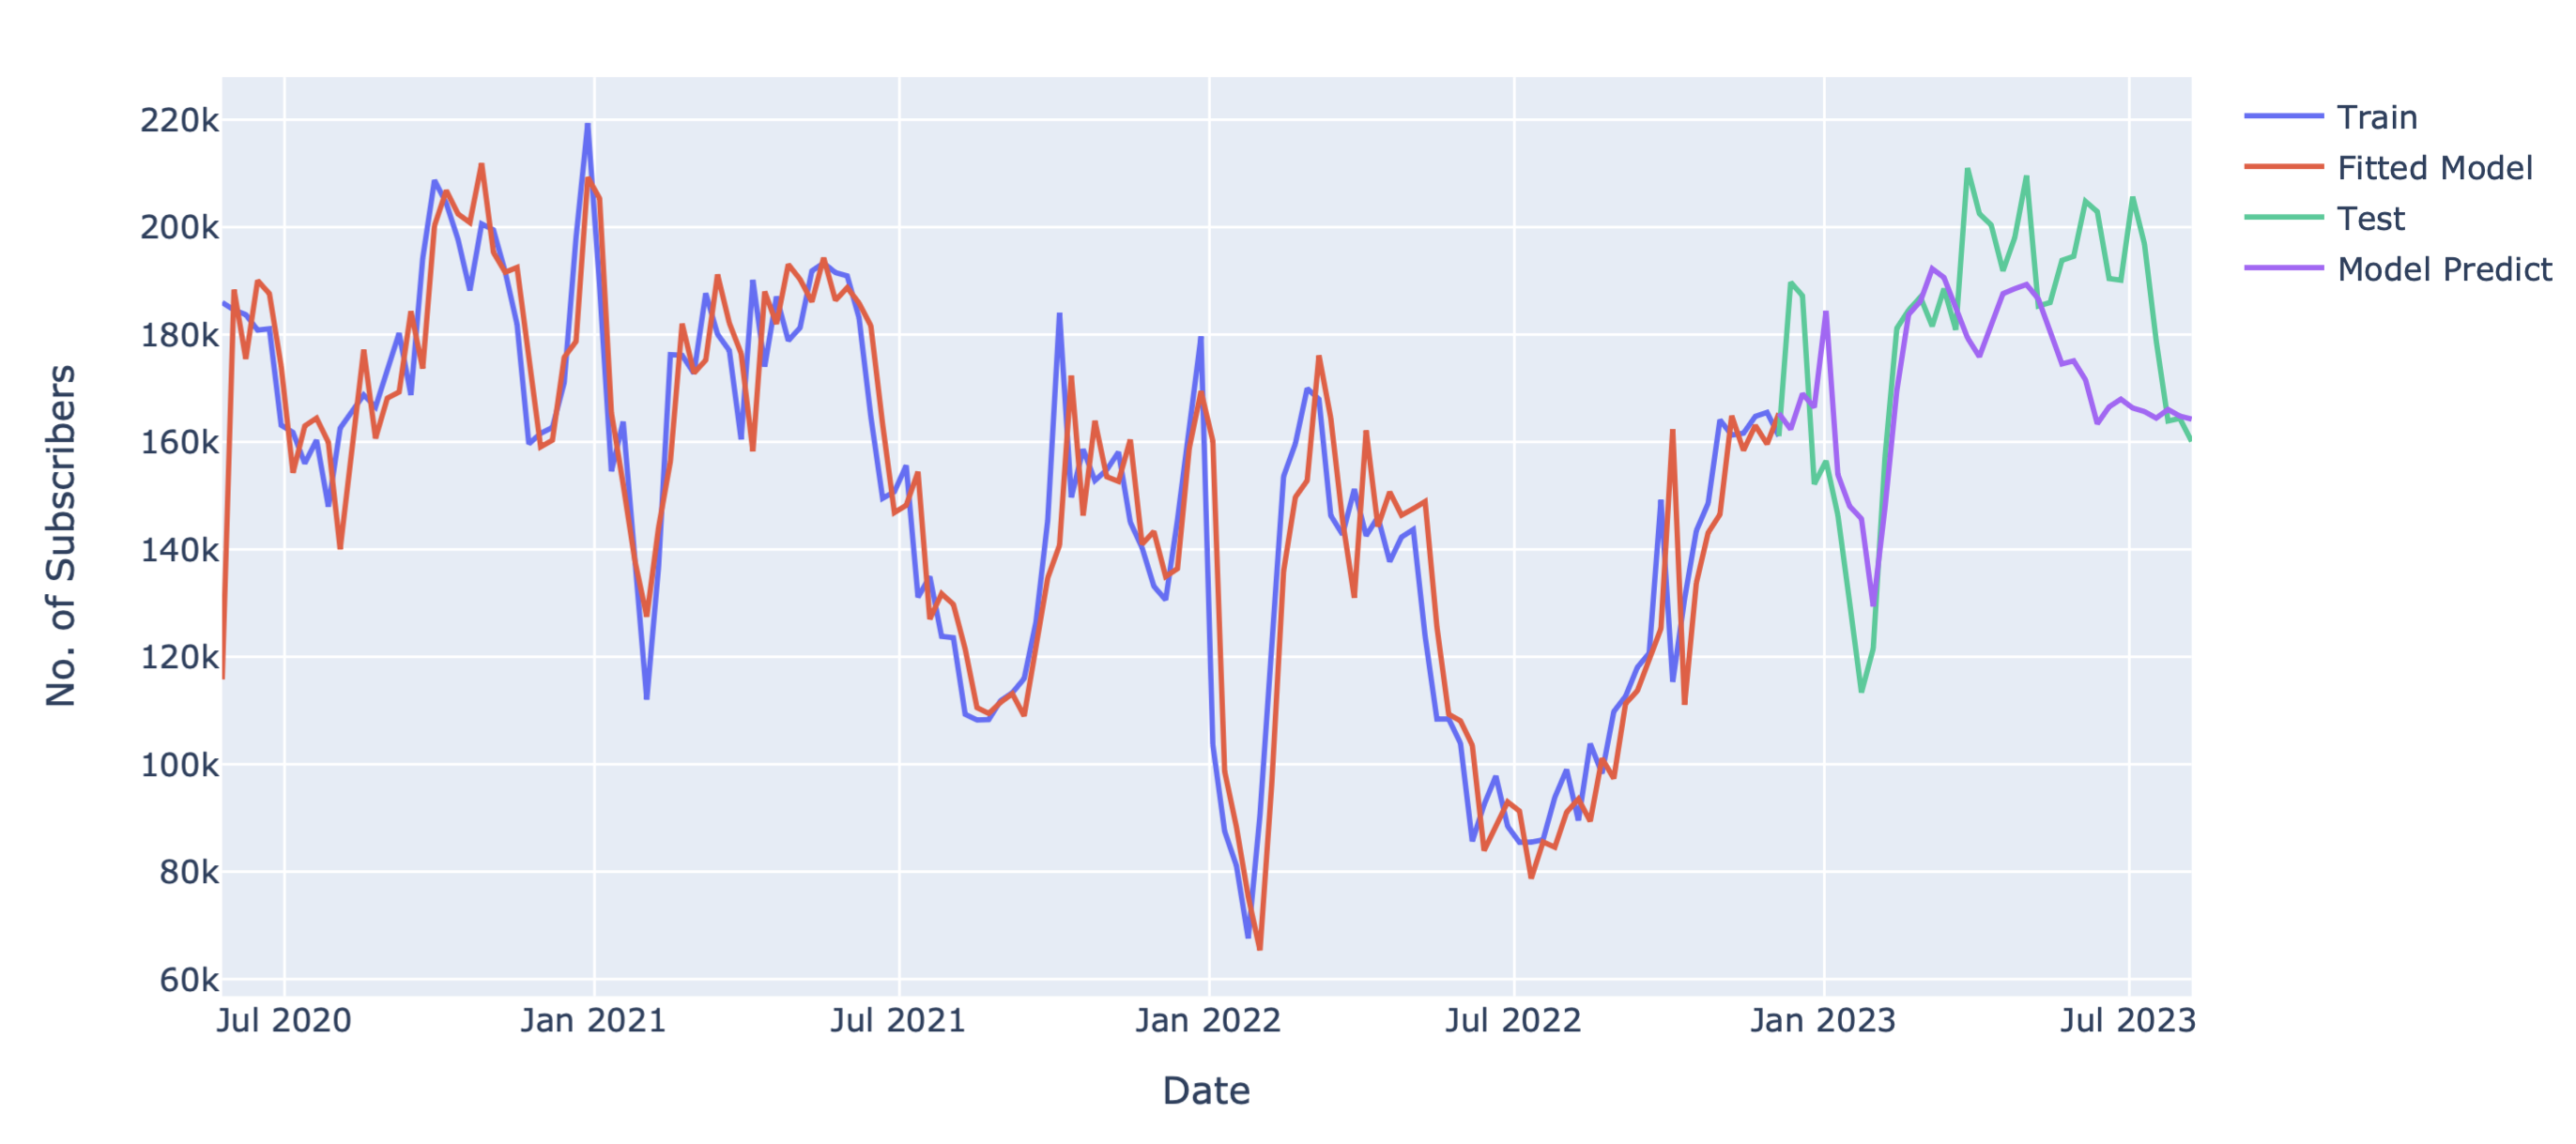 220k
200k
180k
160k
140k
120k
100k
80k
60k
No. of Subscribers
Jul 2020
Jan 2021
Jul 2021
Jan 2022
Jul 2022
Jan 2023
Jul 2023
Date
Train
Fitted Model
Test
Model Predict